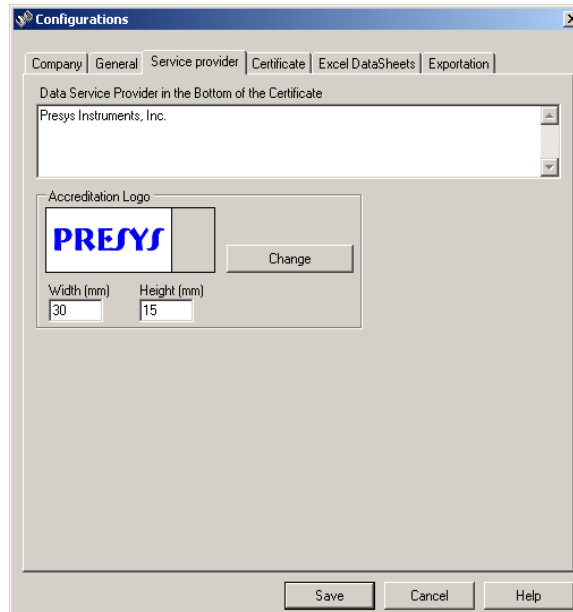 Configurations
Company General Service provider Certificate Excel DataSheets Exportation
Data Service Provider in the Bottom of the Certificate
Presys Instruments, Inc.
Accreditation Logo
PRESYS
Change
Width (mm) Height (mm)
30 15
Save Cancel Help